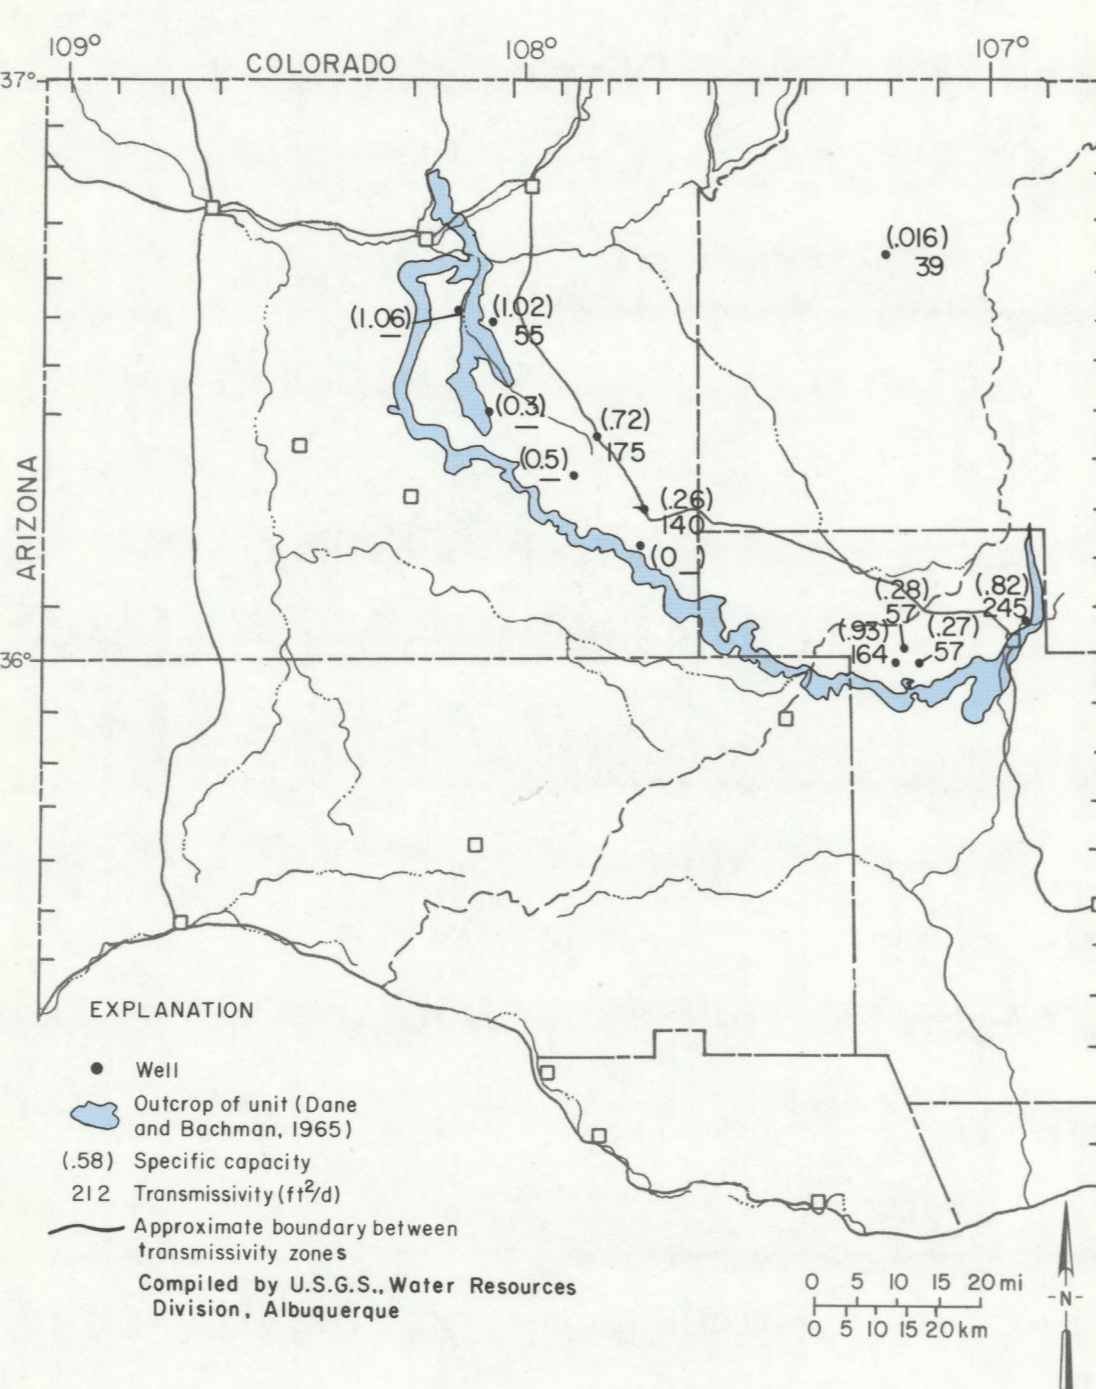 109° 108° 107°
COLORADO
37°
(.016)
39
(1.06)
—
(1.02)
55
(0.3)
—
(.72)
175
(0.5)
—
ARIZONA
(.26)
140
(0 _)
(.28)
57
(.82)
245
(.93)
164
(.27)
57
36°
EXPLANATION
Well
Outcrop of unit (Dane
and Bachman, 1965)
(.58) Specific capacity
212 Transmissivity (ft²/d)
Approximate boundary between
transmissivity zones
Compiled by U.S.G.S., Water Resources
Division, Albuquerque
0 5 10 15 20 mi
0 5 10 15 20 km
-N-